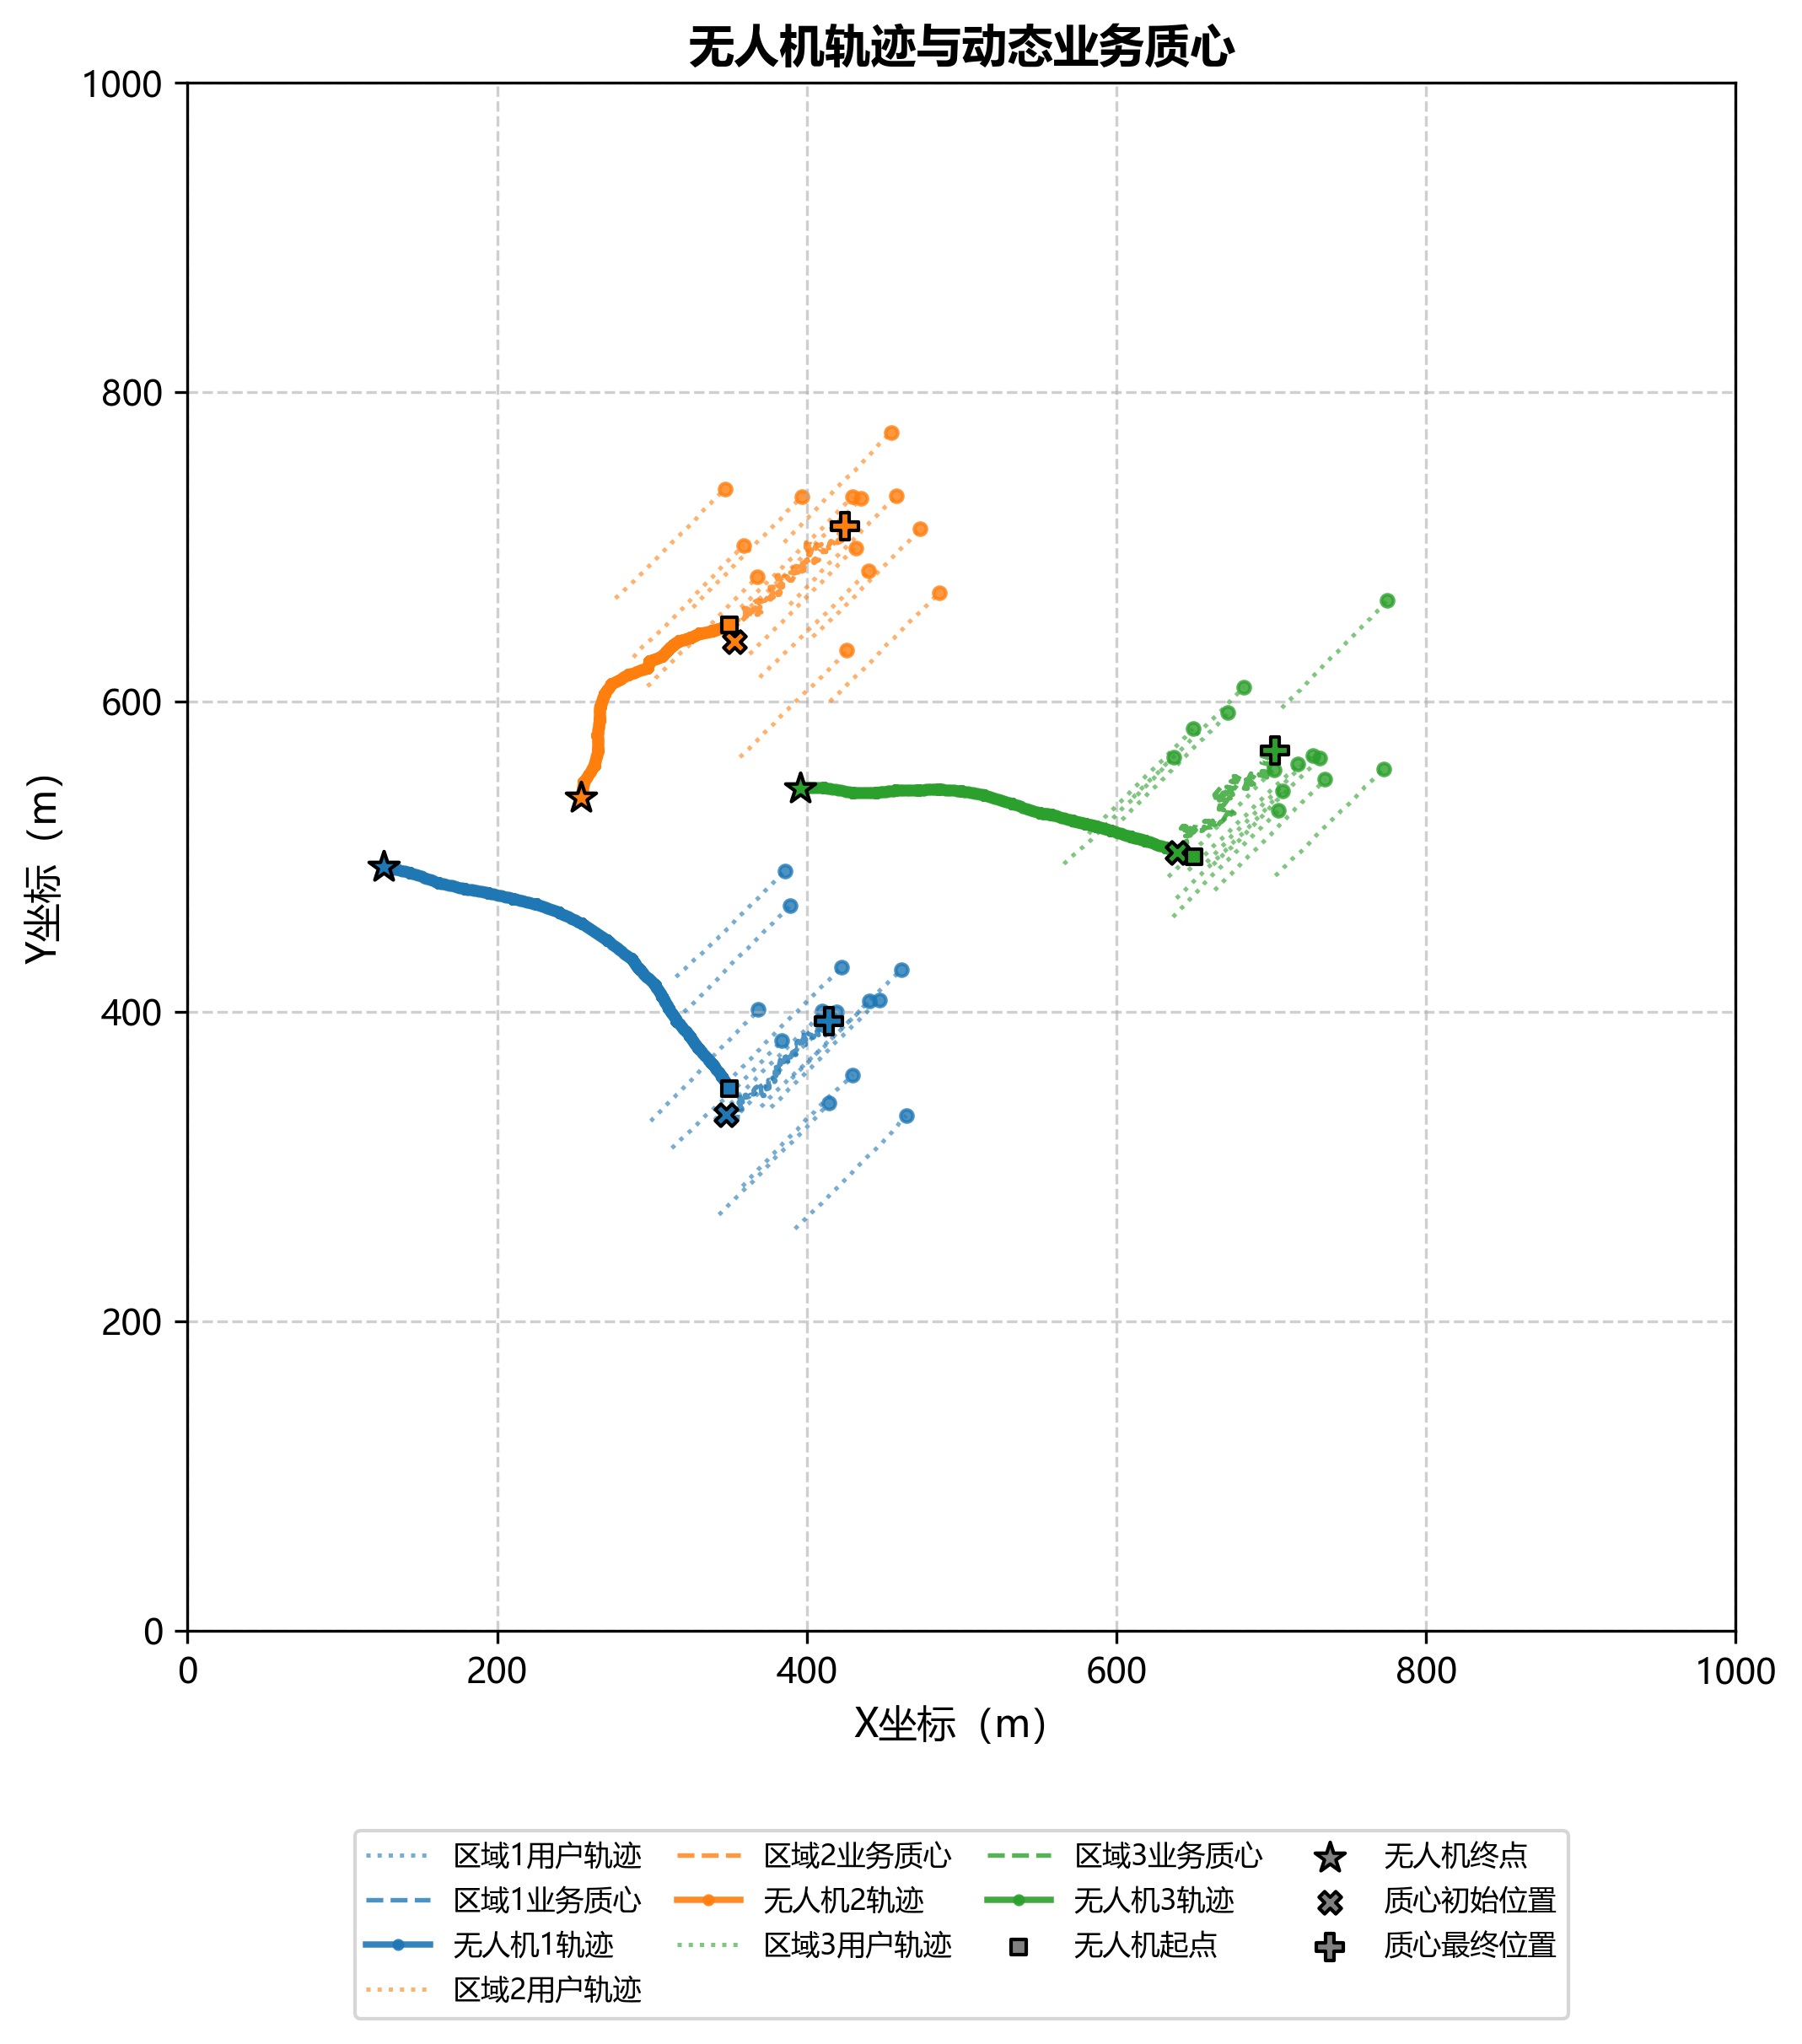 无人机轨迹与动态业务质心
1000
800
600
400
200
0
Y坐标（m）
0 200 400 600 800 1000
X坐标（m）
区域1用户轨迹
区域1业务质心
无人机1轨迹
区域2用户轨迹
区域2业务质心
无人机2轨迹
区域3用户轨迹
区域3业务质心
无人机3轨迹
无人机起点
无人机终点
质心初始位置
质心最终位置